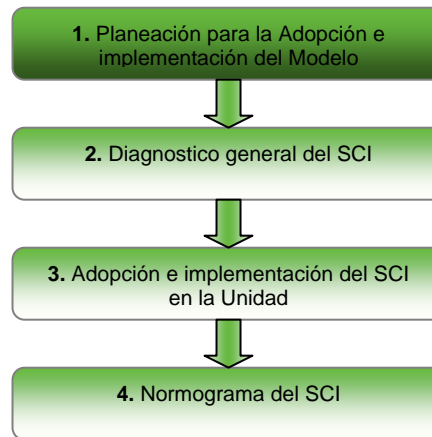 1. Planeación para la Adopción e
implementación del Modelo
2. Diagnostico general del SCI
3. Adopción e implementación del SCI
en la Unidad
4. Normograma del SCI